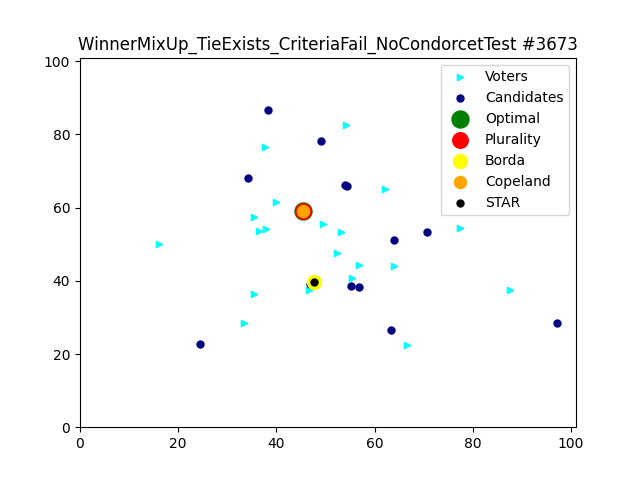 WinnerMixUp_TieExists_CriteriaFail_NoCondorcetTest #3673
100
80
60
40
20
0
0 20 40 60 80 100
Voters
Candidates
Optimal
Plurality
Borda
Copeland
STAR